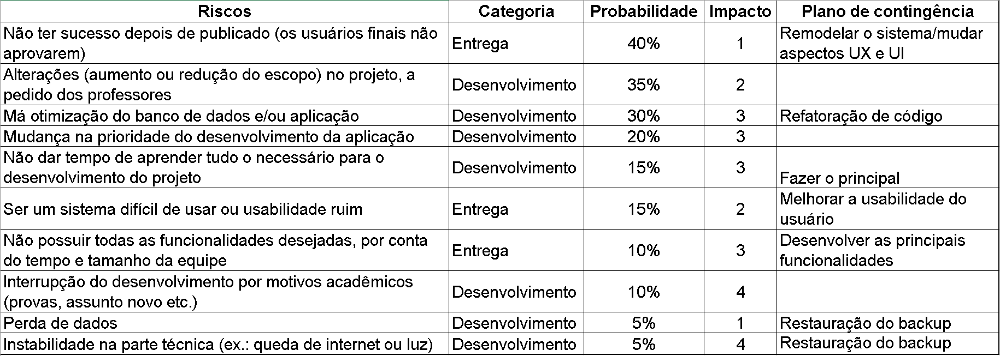 Riscos Categoria Probabilidade Impacto Plano de contingência
Não ter sucesso depois de publicado (os usuários finais não
aprovarem) Entrega 40% 1 Remodelar o sistema/mudar
aspectos UX e UI
Alterações (aumento ou redução do escopo) no projeto, a
pedido dos professores Desenvolvimento 35% 2
Má otimização do banco de dados e/ou aplicação Desenvolvimento 30% 3 Refatoração de código
Mudança na prioridade do desenvolvimento da aplicação Desenvolvimento 20% 3
Não dar tempo de aprender tudo o necessário para o
desenvolvimento do projeto Desenvolvimento 15% 3 Fazer o principal
Ser um sistema difícil de usar ou usabilidade ruim Entrega 15% 2 Melhorar a usabilidade do
usuário
Não possuir todas as funcionalidades desejadas, por conta
do tempo e tamanho da equipe Entrega 10% 3 Desenvolver as principais
funcionalidades
Interrupção do desenvolvimento por motivos acadêmicos
(provas, assunto novo etc.) Desenvolvimento 10% 4
Perda de dados Desenvolvimento 5% 1 Restauração do backup
Instabilidade na parte técnica (ex.: queda de internet ou luz) Desenvolvimento 5% 4 Restauração do backup